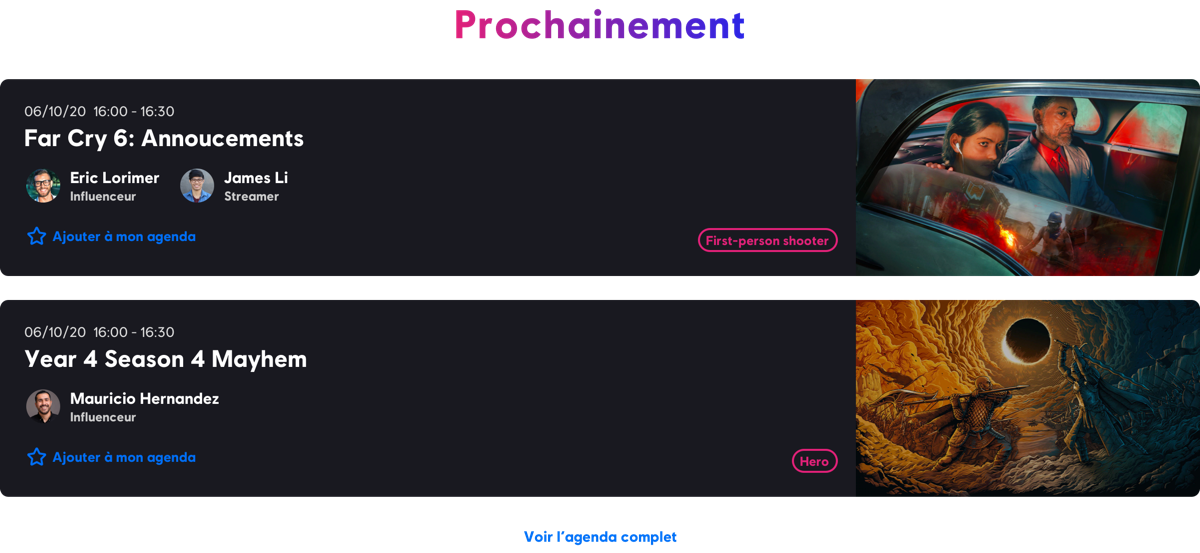 Prochainement
06/10/20 16:00 - 16:30
Far Cry 6: Annoucements
Eric Lorimer
Influenceur
James Li
Streamer
Ajouter à mon agenda
First-person shooter
06/10/20 16:00 - 16:30
Year 4 Season 4 Mayhem
Mauricio Hernandez
Influenceur
Ajouter à mon agenda
Hero
Voir l’agenda complet